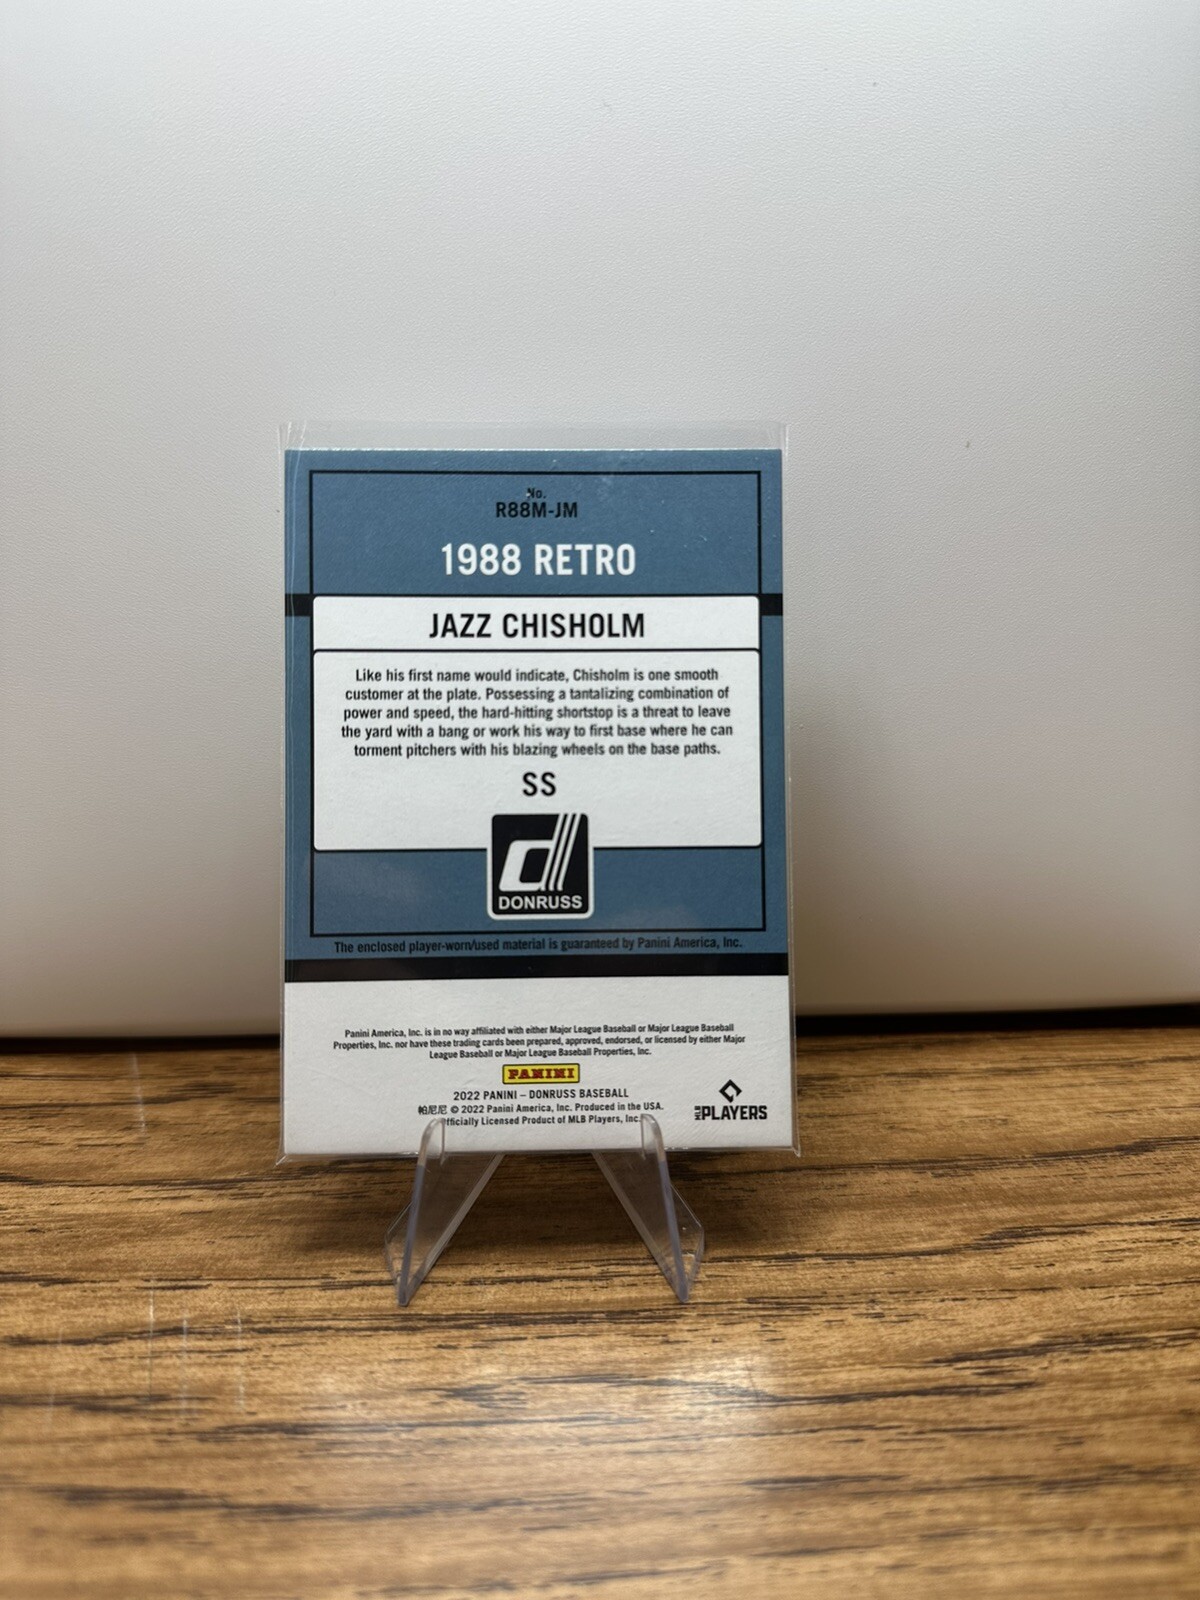 No.
R88M-JM
1988 RETRO
JAZZ CHISHOLM
Like his first name would indicate, Chisholm is one smooth
customer at the plate. Possessing a tantalizing combination of
power and speed, the hard-hitting shortstop is a threat to leave
the yard with a bang or work his way to first base where he can
torment pitchers with his blazing wheels on the base paths.
SS
DONRUSS
The enclosed player-worn/used material is guaranteed by Panini America, Inc.
Panini America, Inc. is in no way affiliated with either Major League Baseball or Major League Baseball
Properties, Inc. nor have these trading cards been prepared, approved, endorsed, or licensed by either Major
League Baseball or Major League Baseball Properties, Inc.
PANINI
2022 PANINI – DONRUSS BASEBALL
帕尼尼 © 2022 Panini America, Inc. Produced in the USA.
Officially Licensed Product of MLB Players, Inc.
MLB PLAYERS